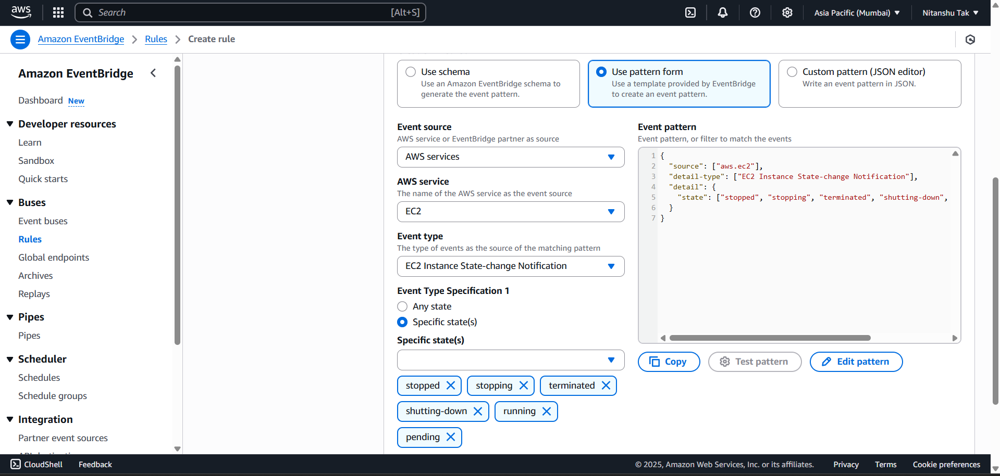 aws
Search [Alt+S]
Asia Pacific (Mumbai)
Nitanshu Tak
Amazon EventBridge > Rules > Create rule
Amazon EventBridge
Dashboard New
Developer resources
Learn
Sandbox
Quick starts
Buses
Event buses
Rules
Global endpoints
Archives
Replays
Pipes
Pipes
Scheduler
Schedules
Schedule groups
Integration
Partner event sources
Use schema
Use an Amazon EventBridge schema to
generate the event pattern.
Use pattern form
Use a template provided by EventBridge
to create an event pattern.
Custom pattern (JSON editor)
Write an event pattern in JSON.
Event source
AWS service or EventBridge partner as source
AWS services
AWS service
The name of the AWS service as the event source
EC2
Event type
The type of events as the source of the matching pattern
EC2 Instance State-change Notification
Event Type Specification 1
Any state
Specific state(s)
Specific state(s)
stopped
stopping
terminated
shutting-down
running
pending
Event pattern
Event pattern, or filter to match the events
1 {
2 "source": ["aws.ec2"],
3 "detail-type": ["EC2 Instance State-change Notification"],
4 "detail": {
5 "state": ["stopped", "stopping", "terminated", "shutting-down",
6 }
7 }
Copy
Test pattern
Edit pattern
CloudShell
Feedback
© 2025, Amazon Web Services, Inc. or its affiliates.
Privacy
Terms
Cookie preferences